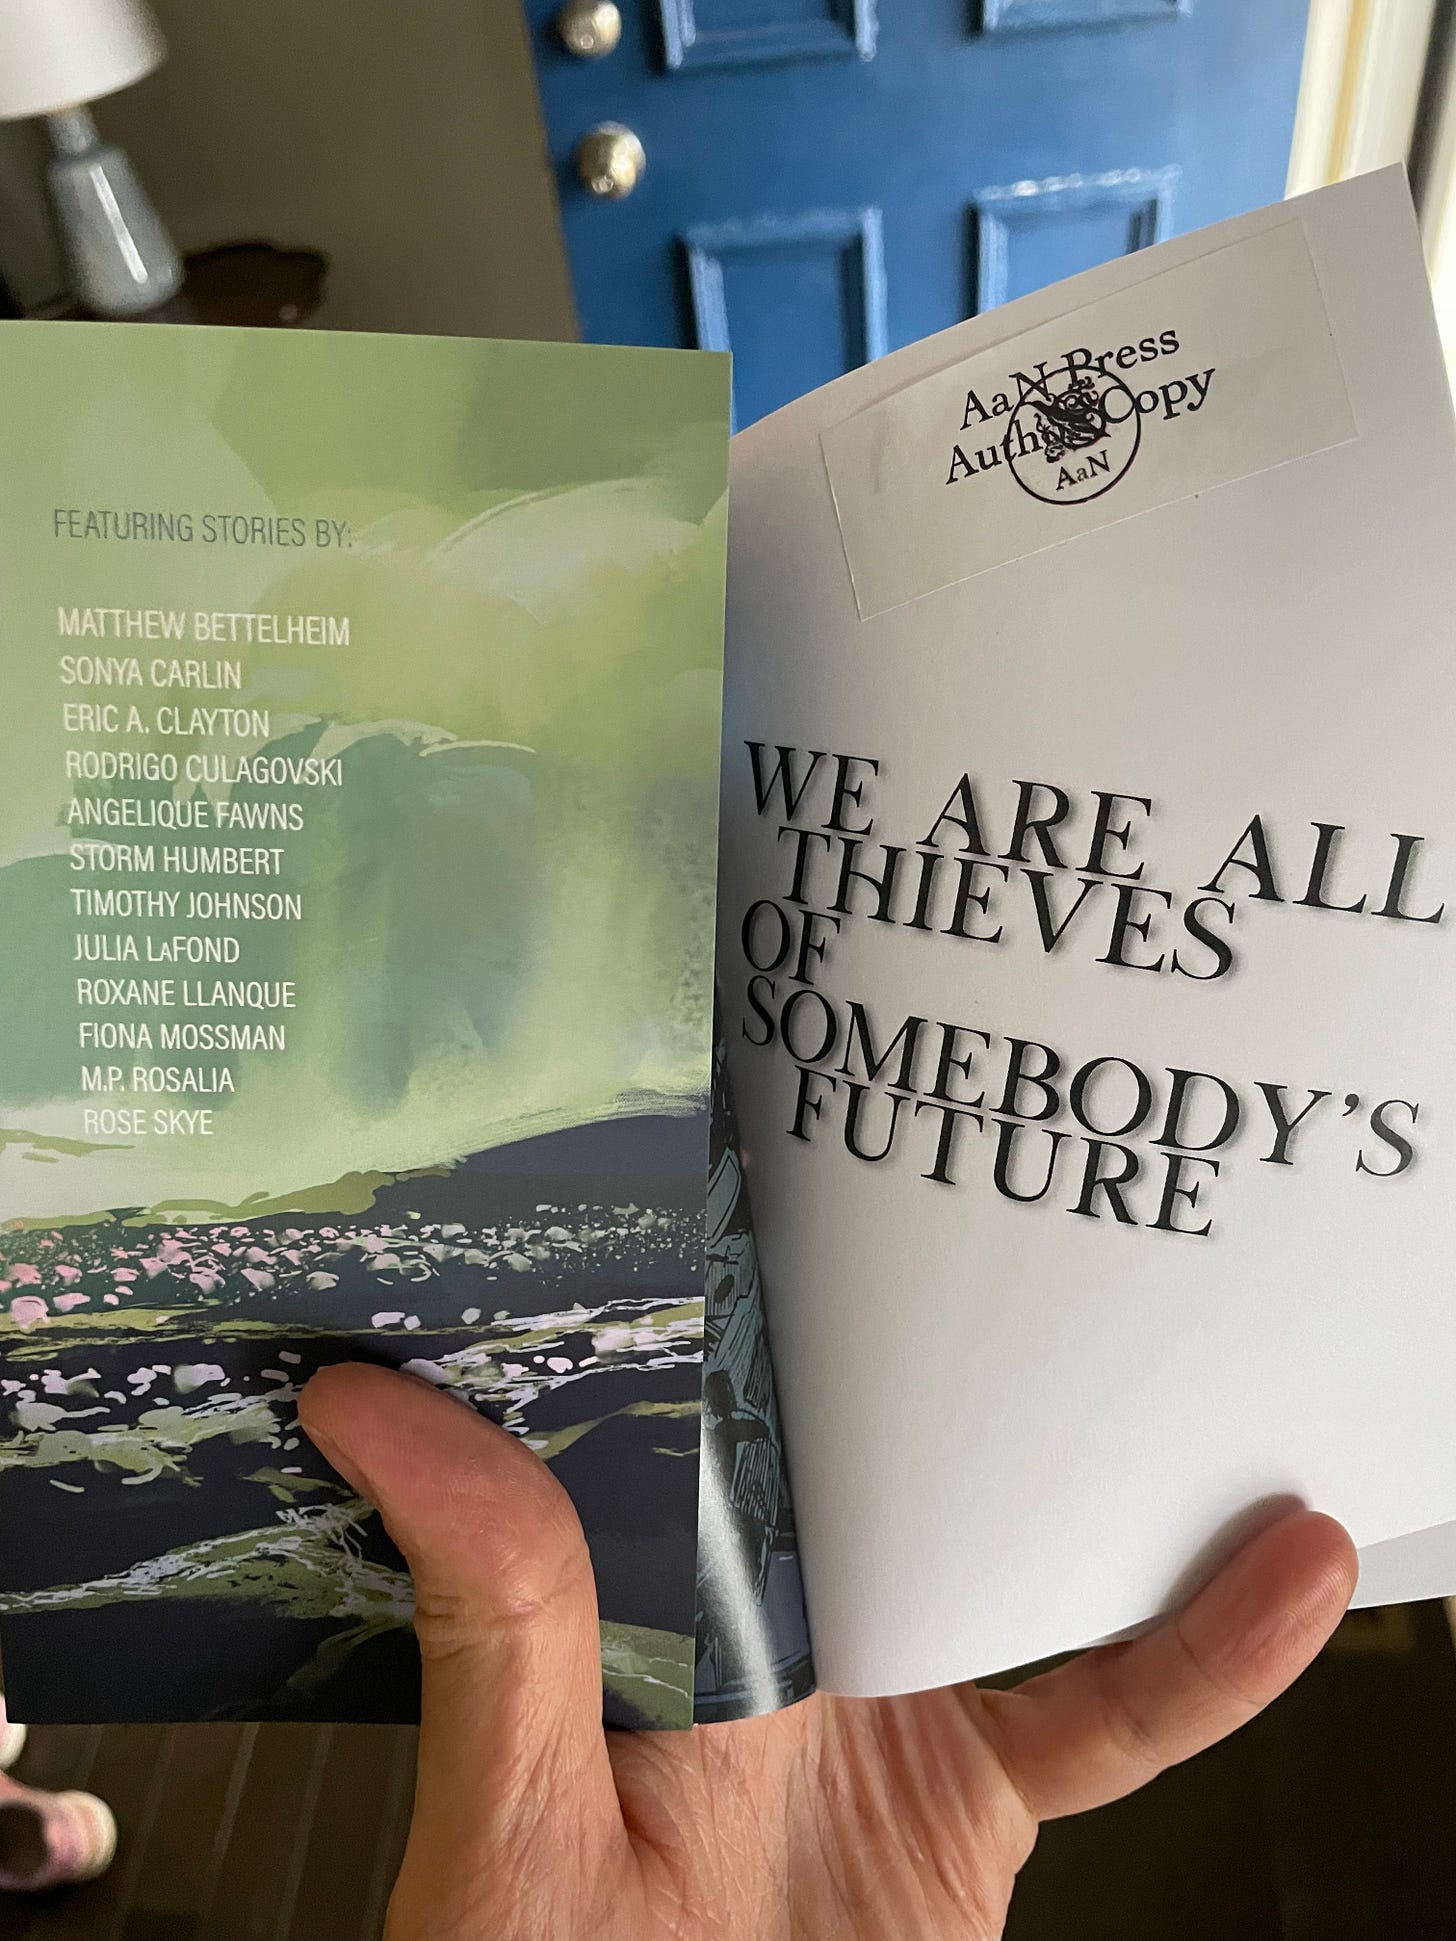 FEATURING STORIES BY:
MATTHEW BETTELHEIM
SONYA CARLIN
ERIC A. CLAYTON
RODRIGO CULAGOVSKI
ANGELIQUE FAWNS
STORM HUMBERT
TIMOTHY JOHNSON
JULIA LaFOND
ROXANE LLANQUE
FIONA MOSSMAN
M.P. ROSALIA
ROSE SKYE
AaN Press
Author Copy
AaN
WE ARE ALL
THIEVES
OF
SOMEBODY'S
FUTURE